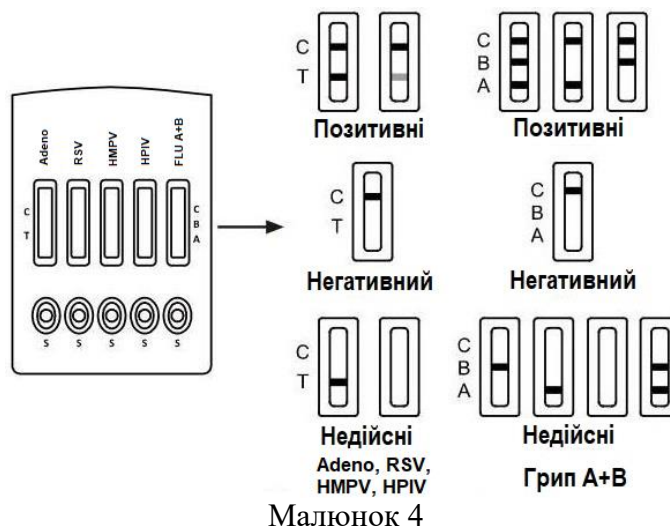 Adeno
RSV
HMPV
HPIV
FLU A+B
C
T
C
B
A
S S S S S
C
T
Позитивні
C
B
A
Позитивні
C
T
Негативний
C
B
A
Негативний
C
T
Недійсні
Adeno, RSV,
HMPV, HPIV
C
B
A
Недійсні
Грип А+В
Малюнок 4